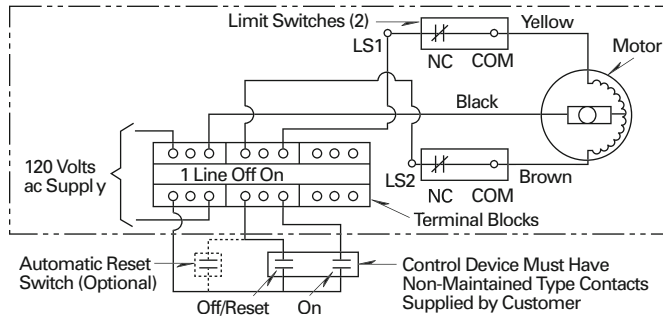 Limit Switches (2)
LS1
Yellow
Motor
NC COM
Black
120 Volts
ac Supply
1 Line Off On
LS2
Brown
NC COM
Terminal Blocks
Automatic Reset
Switch (Optional)
Off/Reset On
Control Device Must Have
Non-Maintained Type Contacts
Supplied by Customer